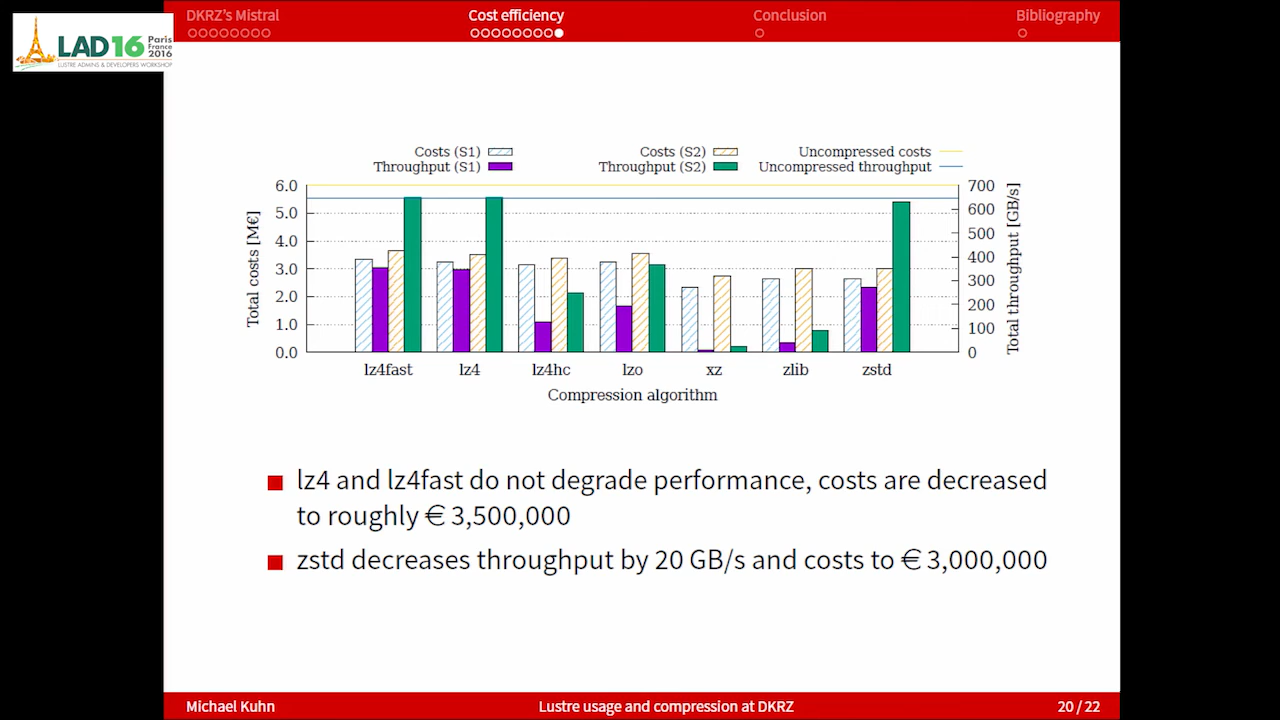 DKRZ's Mistral
Cost efficiency
Conclusion
Bibliography
LAD16 Paris France 2016
LUSTRE ADMINS & DEVELOPERS WORKSHOP
Costs (S1)
Throughput (S1)
Costs (S2)
Throughput (S2)
Uncompressed costs
Uncompressed throughput
Total costs [M€]
6.0
5.0
4.0
3.0
2.0
1.0
0.0
700
600
500
400
300
200
100
0
Total throughput [GB/s]
lz4fast lz4 lz4hc lzo xz zlib zstd
Compression algorithm
lz4 and lz4fast do not degrade performance, costs are decreased
to roughly € 3,500,000
zstd decreases throughput by 20 GB/s and costs to € 3,000,000
Michael Kuhn
Lustre usage and compression at DKRZ
20 / 22